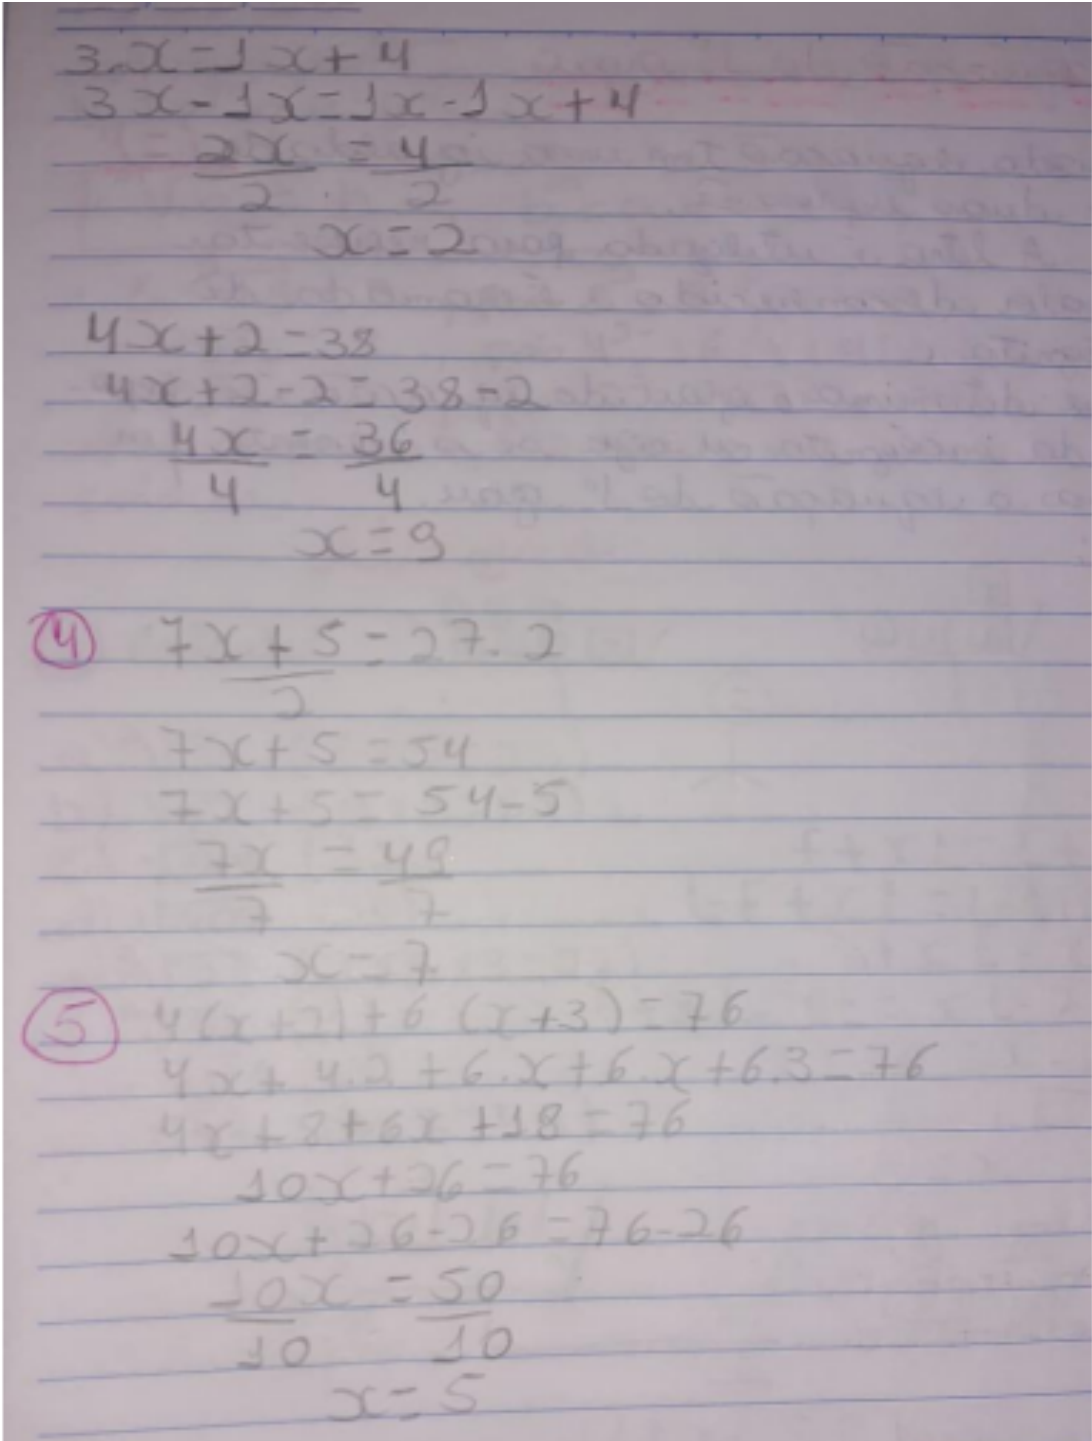 3.x=1x+4
3x-1x=1x-1x+4
2x = 4
2 2
x=2
4x+2=38
4x+2-2=38-2
4x = 36
4 4
x=9
4 7x+5=27.2
2
7x+5=54
7x+5=54-5
7x = 49
7 7
x=7
5 4(x+2)+6(x+3)=76
4x+4.2+6.x+6.x+6.3=76
4x+8+6x+18=76
10x+26=76
10x+26-26=76-26
10x = 50
10 10
x=5